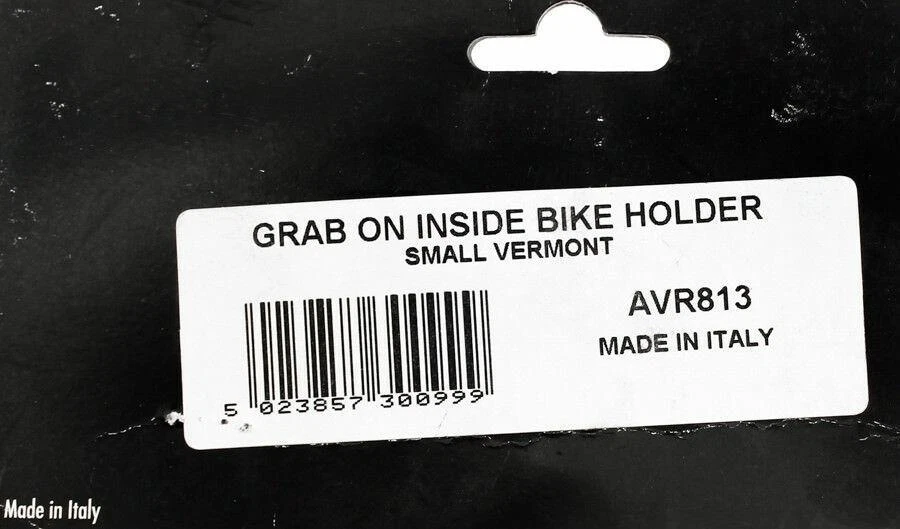 GRAB ON INSIDE BIKE HOLDER
SMALL VERMONT
AVR813
MADE IN ITALY
5 023857 300999
Made in Italy